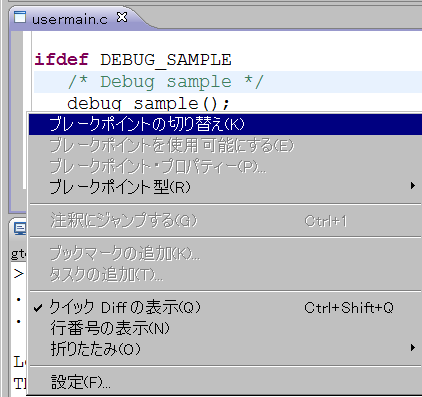 usermain.c
ifdef DEBUG_SAMPLE
/* Debug sample */
debug sample();
ブレークポイントの切り替え(K)
ブレークポイントを使用可能にする(E)
ブレークポイント・プロパティー(P)...
ブレークポイント型(R)
注釈にジャンプする(G) Ctrl+1
ブックマークの追加(K)...
タスクの追加(T)...
✓ クイック Diff の表示(Q) Ctrl+Shift+Q
行番号の表示(N)
折りたたみ(O)
設定(F)...
>
.
.